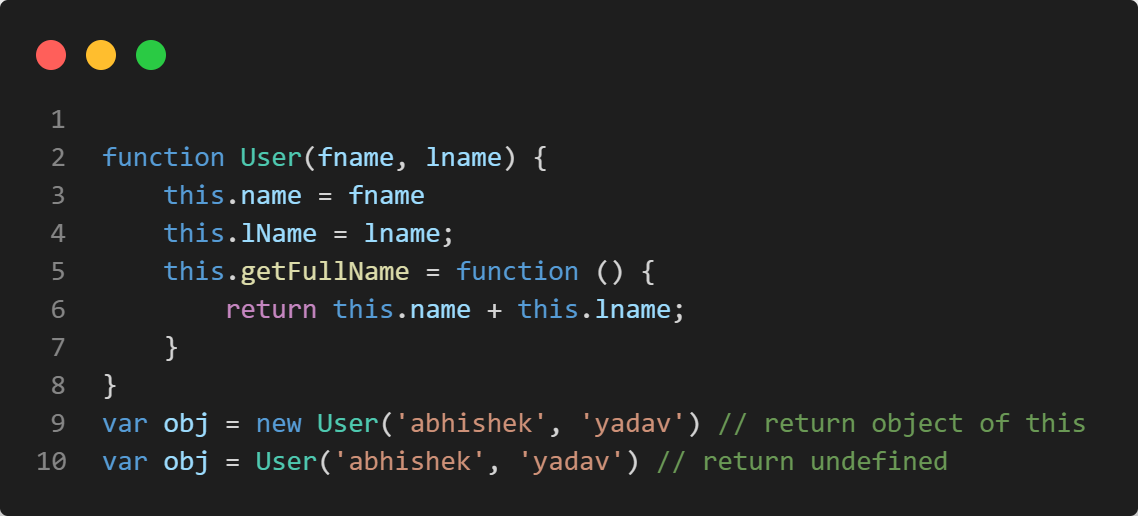 1
2 function User(fname, lname) {
3     this.name = fname
4     this.lName = lname;
5     this.getFullName = function () {
6         return this.name + this.lname;
7     }
8 }
9 var obj = new User('abhishek', 'yadav') // return object of this
10 var obj = User('abhishek', 'yadav') // return undefined